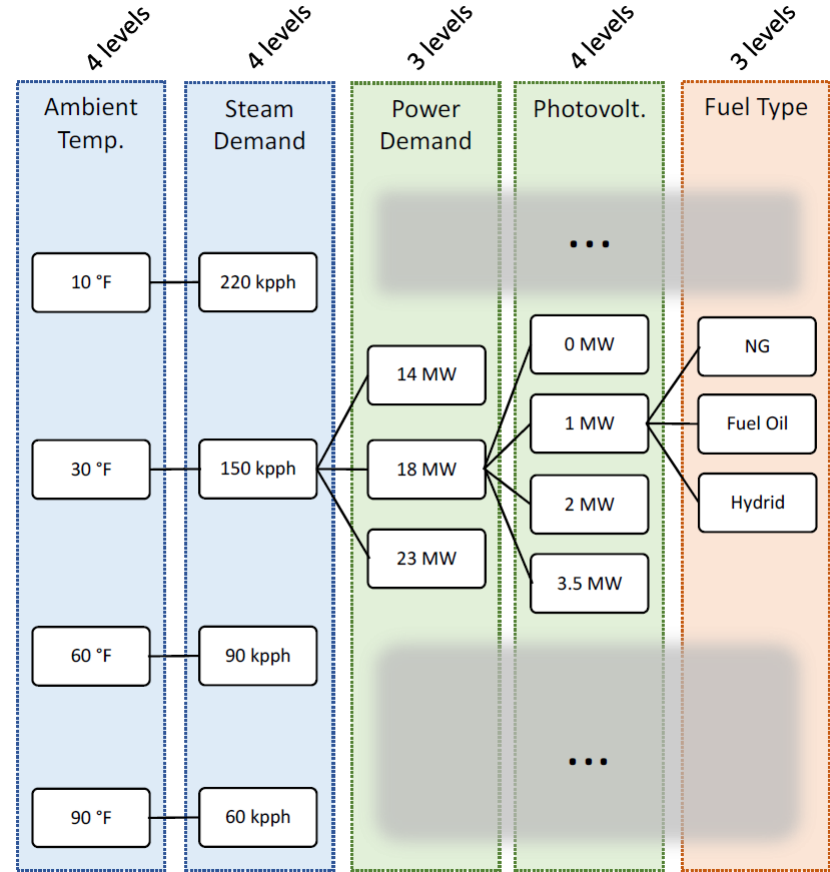 4 levels
4 levels
3 levels
4 levels
3 levels
Ambient
Temp.
Steam
Demand
Power
Demand
Photovolt.
Fuel Type
...
10 °F
220 kpph
0 MW
NG
14 MW
1 MW
Fuel Oil
30 °F
150 kpph
18 MW
2 MW
Hydrid
23 MW
3.5 MW
60 °F
90 kpph
...
90 °F
60 kpph